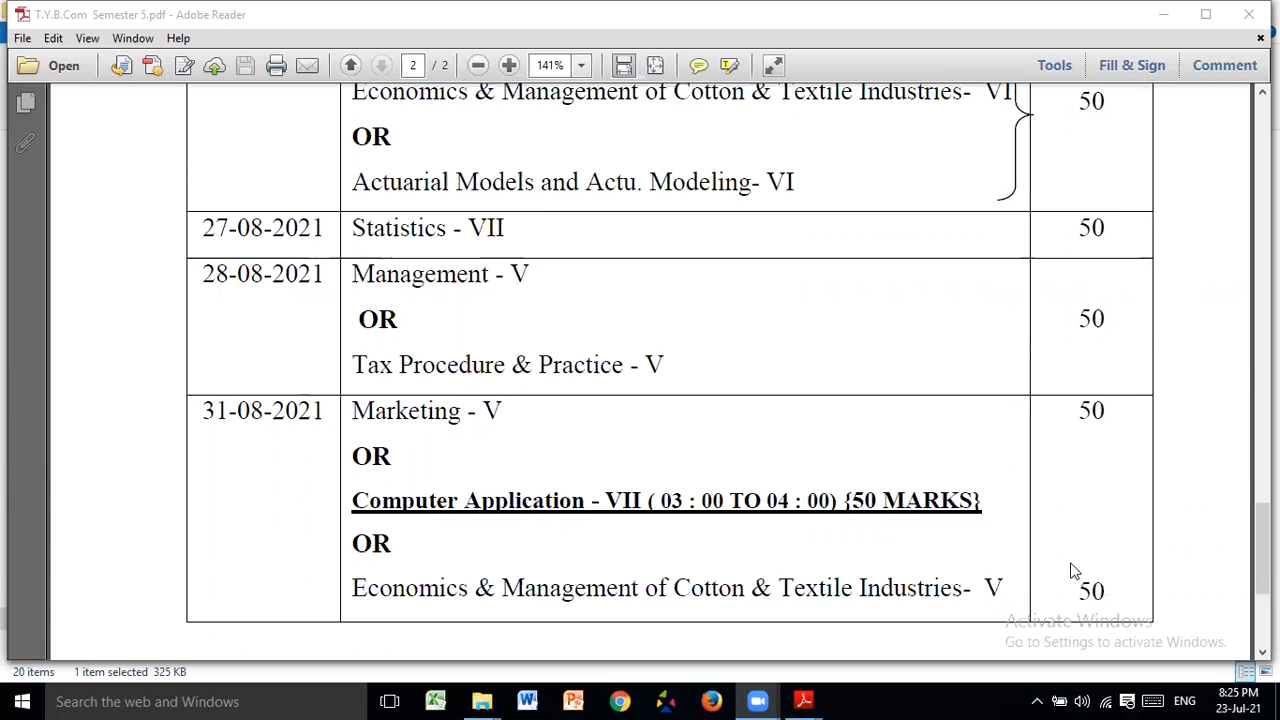 T.Y.B.Com Semester 5.pdf - Adobe Reader
File Edit View Window Help
Open 2 / 2 141% Tools Fill & Sign Comment
Economics & Management of Cotton & Textile Industries- VI
50
OR
Actuarial Models and Actu. Modeling- VI
27-08-2021 Statistics - VII 50
28-08-2021 Management - V
OR 50
Tax Procedure & Practice - V
31-08-2021 Marketing - V 50
OR
Computer Application - VII ( 03 : 00 TO 04 : 00) {50 MARKS}
OR
Economics & Management of Cotton & Textile Industries- V 50
Activate Windows
Go to Settings to activate Windows.
20 items 1 item selected 325 KB
Search the web and Windows
ENG
8:25 PM
23-Jul-21